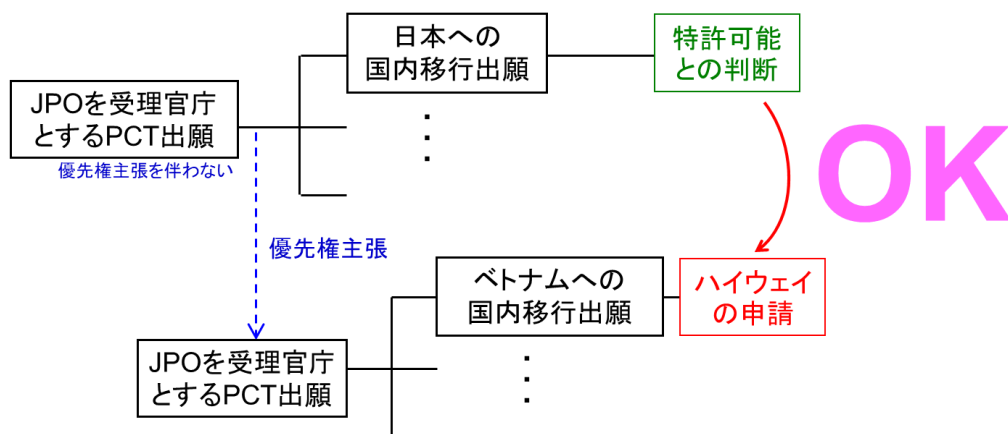 日本への
国内移行出願
特許可能
との判断
JPOを受理官庁
とするPCT出願
優先権主張を伴わない
OK
優先権主張
ベトナムへの
国内移行出願
ハイウェイ
の申請
JPOを受理官庁
とするPCT出願